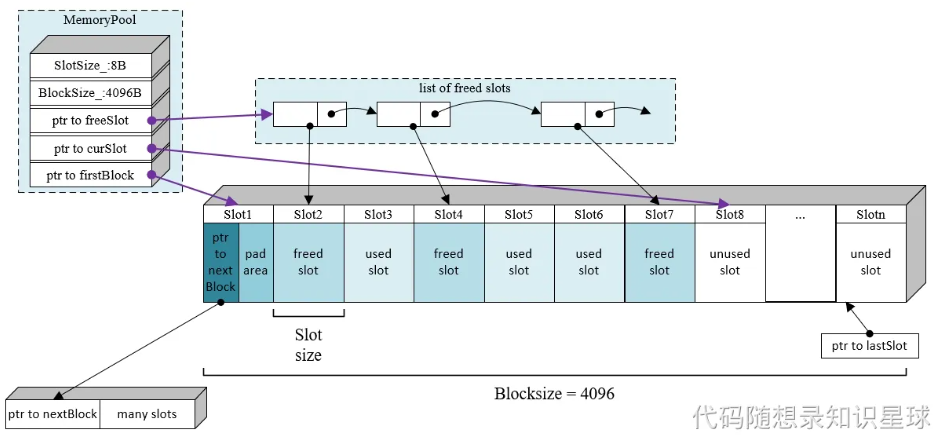 MemoryPool
SlotSize_:8B
BlockSize_:4096B
ptr to freeSlot
ptr to curSlot
ptr to firstBlock
list of freed slots
Slot1
Slot2
Slot3
Slot4
Slot5
Slot6
Slot7
Slot8
...
Slotn
ptr
to
next
Block
pad
area
freed
slot
used
slot
freed
slot
used
slot
used
slot
freed
slot
unused
slot
unused
slot
Slot
size
ptr to lastSlot
Blocksize = 4096
ptr to nextBlock
many slots
代码随想录知识星球